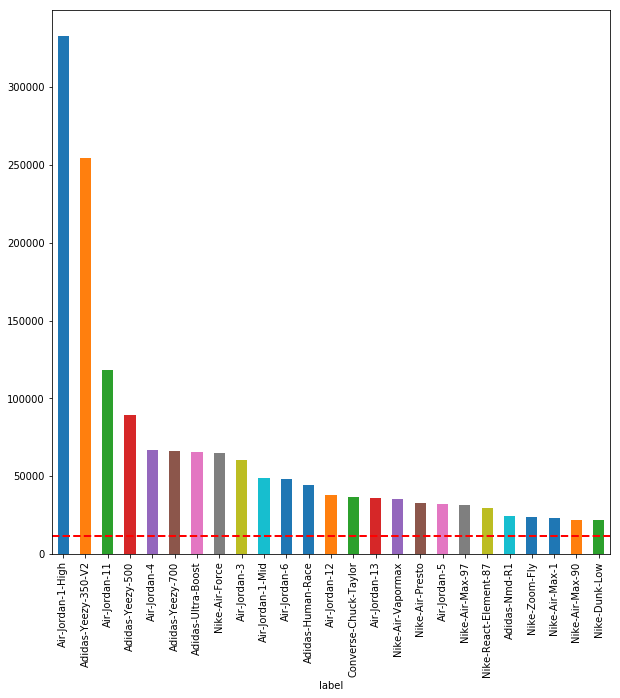 300000
250000
200000
150000
100000
50000
0
Air-Jordan-1-High
Adidas-Yeezy-350-V2
Air-Jordan-11
Adidas-Yeezy-500
Air-Jordan-4
Adidas-Yeezy-700
Adidas-Ultra-Boost
Nike-Air-Force
Air-Jordan-3
Air-Jordan-1-Mid
Air-Jordan-6
Adidas-Human-Race
Air-Jordan-12
Converse-Chuck-Taylor
Air-Jordan-13
Nike-Air-Vapormax
Nike-Air-Presto
Air-Jordan-5
Nike-Air-Max-97
Nike-React-Element-87
Adidas-Nmd-R1
Nike-Zoom-Fly
Nike-Air-Max-1
Nike-Air-Max-90
Nike-Dunk-Low
label